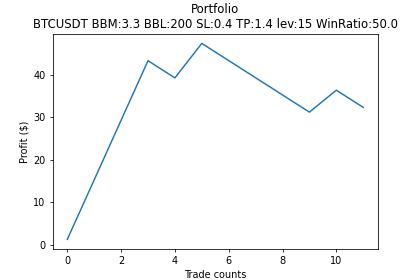 Portfolio
BTCUSDT BBM:3.3 BBL:200 SL:0.4 TP:1.4 lev:15 WinRatio:50.0
Profit ($)
40
30
20
10
0
0 2 4 6 8 10
Trade counts